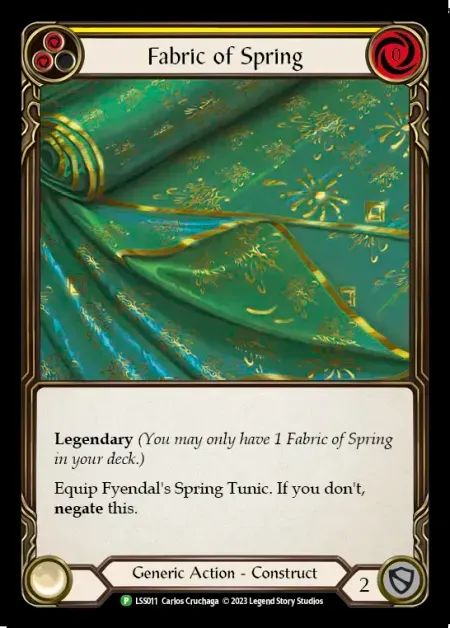 Fabric of Spring
0
Legendary (You may only have 1 Fabric of Spring
in your deck.)
Equip Fyendal's Spring Tunic. If you don't,
negate this.
Generic Action - Construct
2
P LSS011 Carlos Cruchaga © 2023 Legend Story Studios